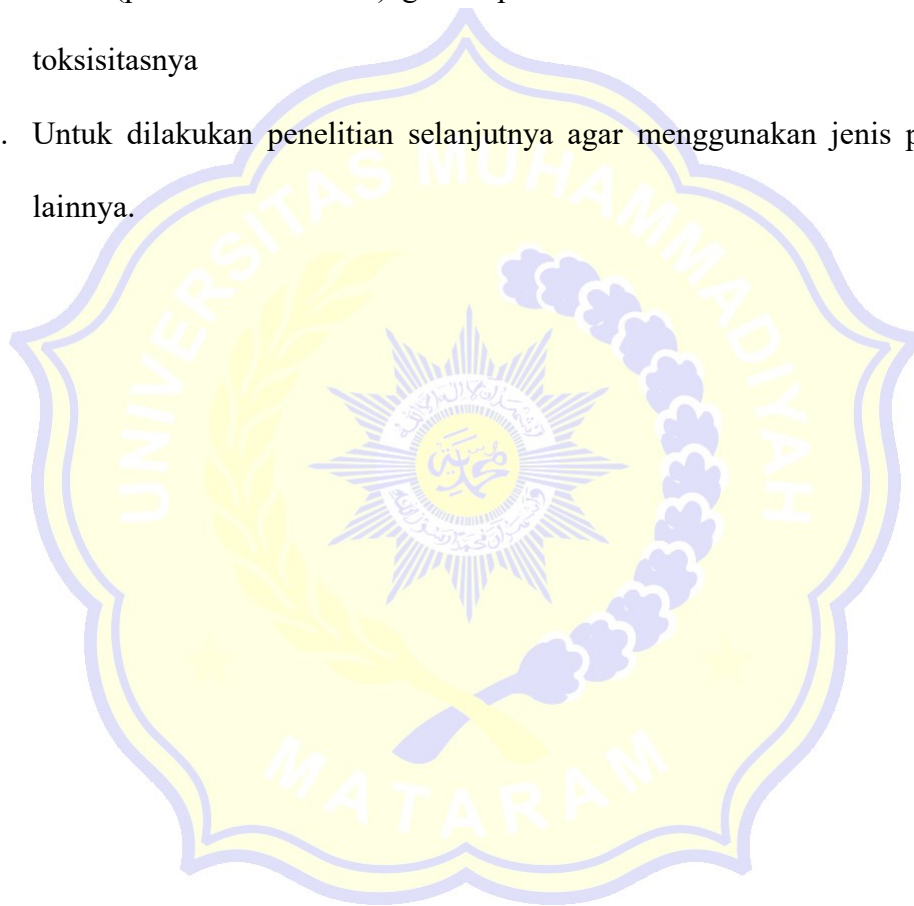 toksisitasnya
. Untuk dilakukan penelitian selanjutnya agar menggunakan jenis p
lainnya.
UNIVERSITAS MUHAMMADIYAH
MATARAM